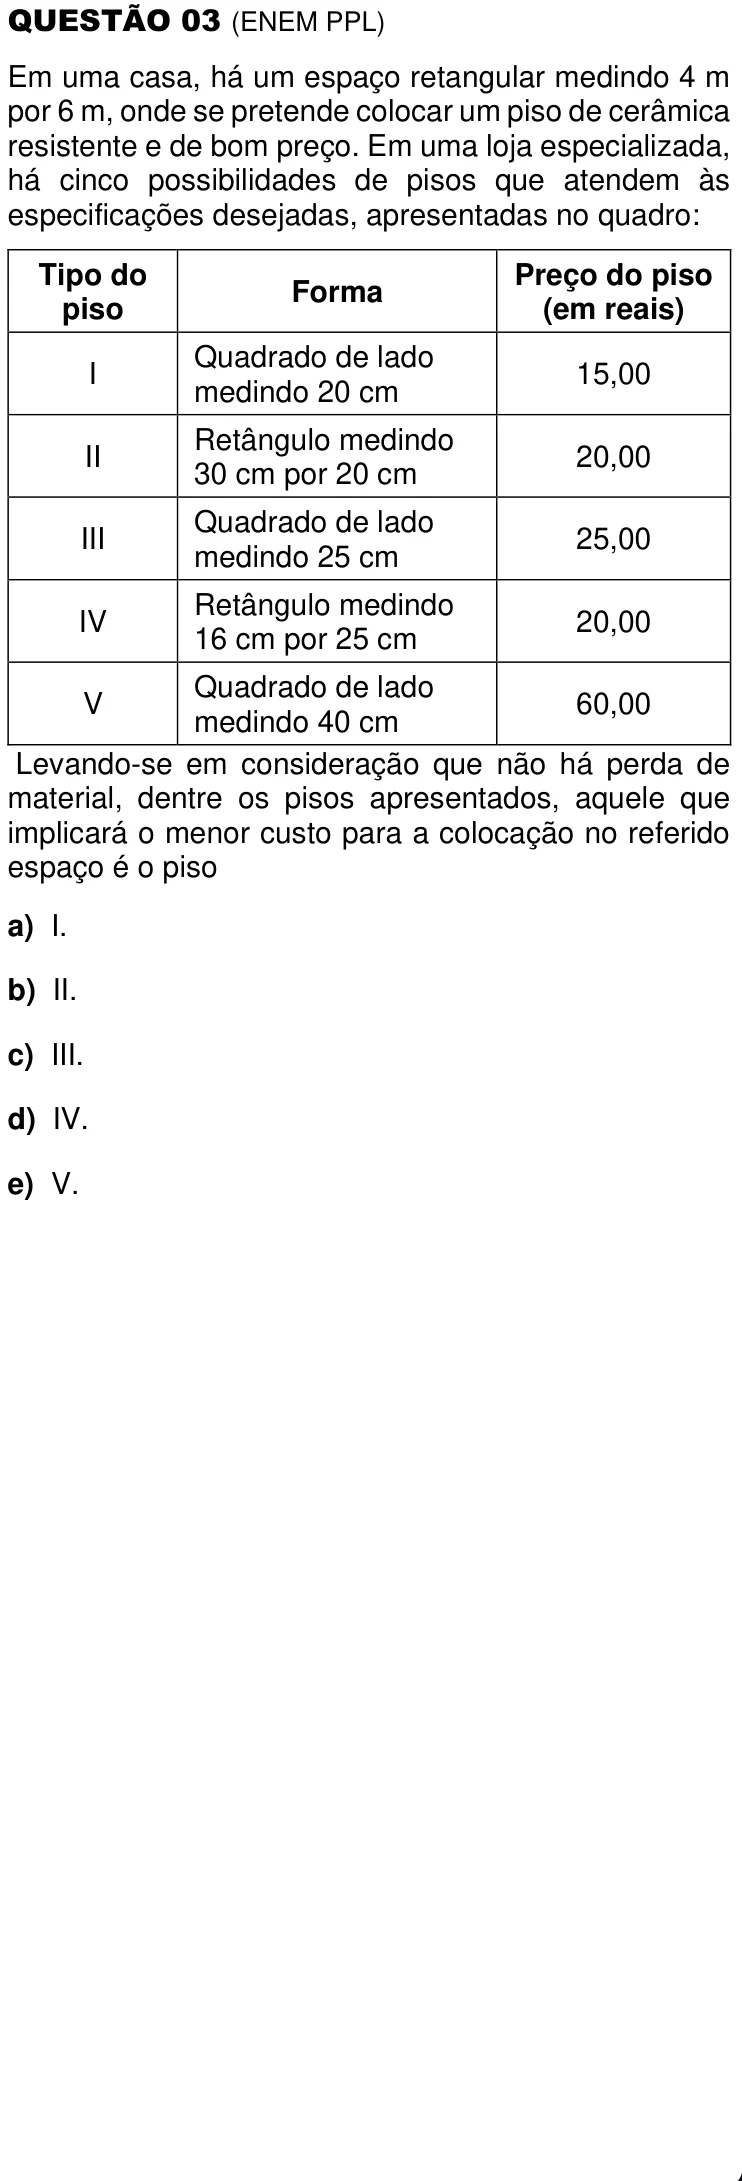 QUESTÃO 03 (ENEM PPL)
Em uma casa, há um espaço retangular medindo 4 m
por 6 m, onde se pretende colocar um piso de cerâmica
resistente e de bom preço. Em uma loja especializada,
há cinco possibilidades de pisos que atendem às
especificações desejadas, apresentadas no quadro:
Tipo do piso
Forma
Preço do piso (em reais)
I
Quadrado de lado
medindo 20 cm
15,00
II
Retângulo medindo
30 cm por 20 cm
20,00
III
Quadrado de lado
medindo 25 cm
25,00
IV
Retângulo medindo
16 cm por 25 cm
20,00
V
Quadrado de lado
medindo 40 cm
60,00
Levando-se em consideração que não há perda de
material, dentre os pisos apresentados, aquele que
implicará o menor custo para a colocação no referido
espaço é o piso
a) I.
b) II.
c) III.
d) IV.
e) V.